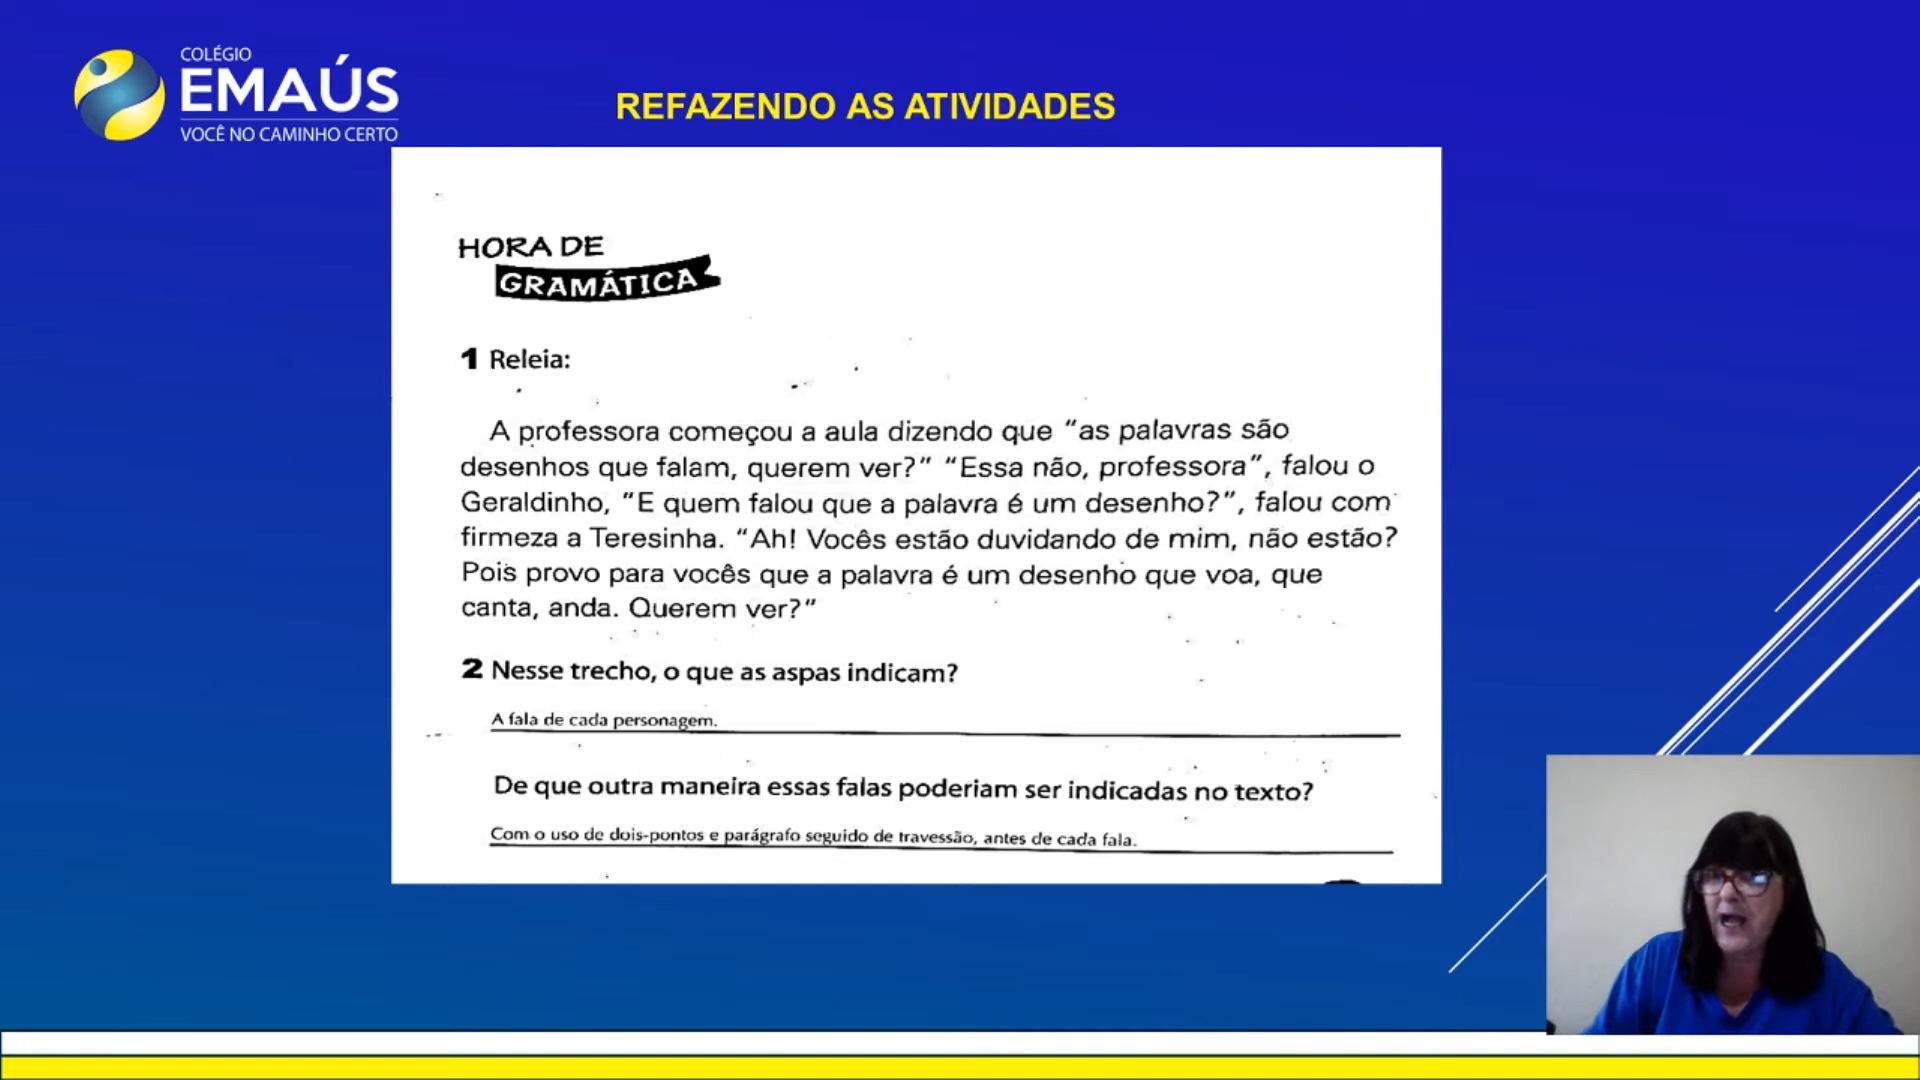 COLÉGIO
EMAÚS
VOCÊ NO CAMINHO CERTO
REFAZENDO AS ATIVIDADES
HORA DE
GRAMÁTICA
1 Releia:
A professora começou a aula dizendo que “as palavras são
desenhos que falam, querem ver?” “Essa não, professora”, falou o
Geraldinho, “E quem falou que a palavra é um desenho?”, falou com
firmeza a Teresinha. “Ah! Vocês estão duvidando de mim, não estão?
Pois provo para vocês que a palavra é um desenho que voa, que
canta, anda. Querem ver?”
2 Nesse trecho, o que as aspas indicam?
A fala de cada personagem.
De que outra maneira essas falas poderiam ser indicadas no texto?
Com o uso de dois-pontos e parágrafo seguido de travessão, antes de cada fala.